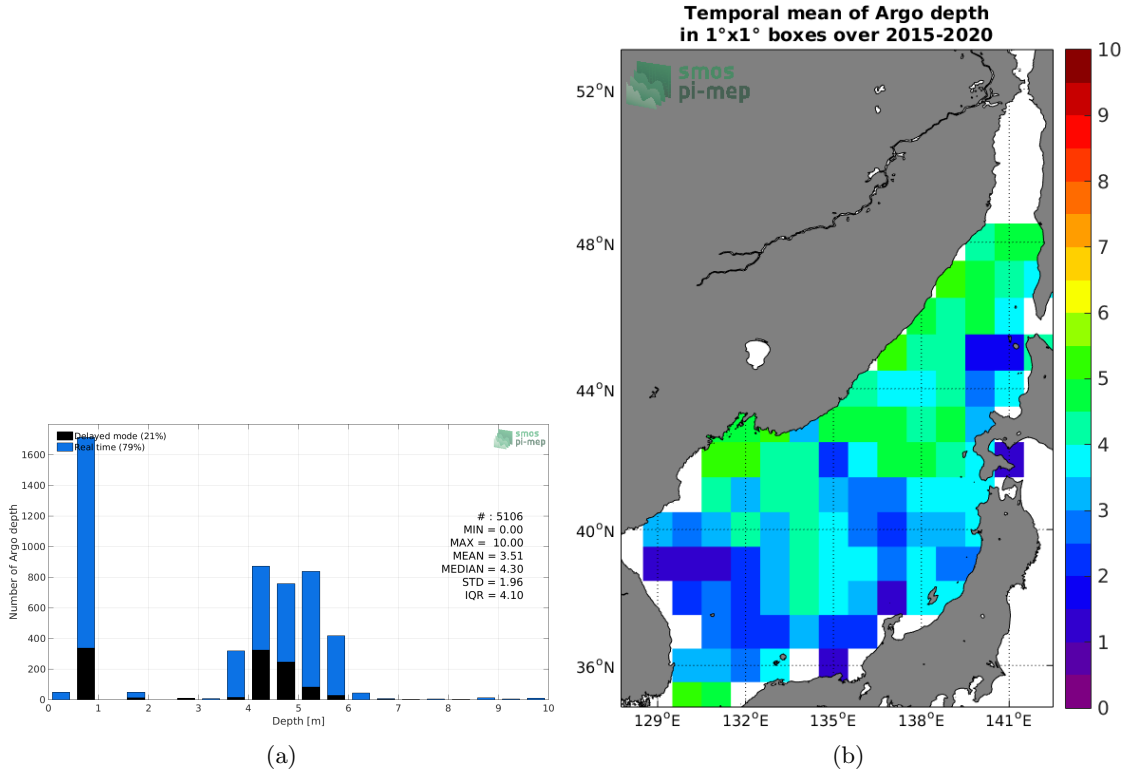 Delayed mode (21%)
Real time (79%)
smos
pi-mep
# : 5106
MIN = 0.00
MAX = 10.00
MEAN = 3.51
MEDIAN = 4.30
STD = 1.96
IQR = 4.10
Number of Argo depth
1600
1400
1200
1000
800
600
400
200
0
0 1 2 3 4 5 6 7 8 9 10
Depth [m]
(a)
Temporal mean of Argo depth
in 1°x1° boxes over 2015-2020
smos
pi-mep
52°N
48°N
44°N
40°N
36°N
129°E 132°E 135°E 138°E 141°E
10
9
8
7
6
5
4
3
2
1
0
(b)